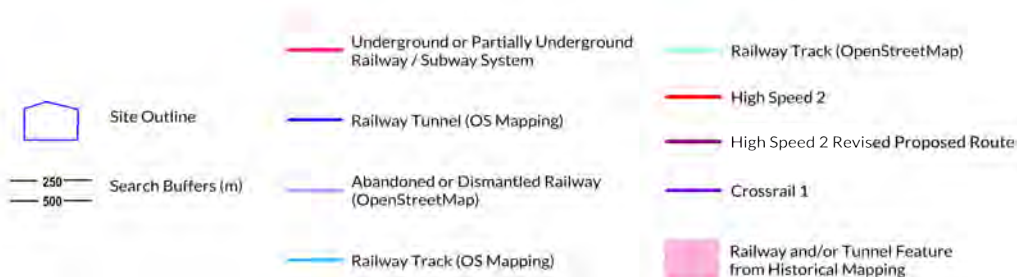 Site Outline
250
500
Search Buffers (m)
Underground or Partially Underground
Railway / Subway System
Railway Tunnel (OS Mapping)
Abandoned or Dismantled Railway
(OpenStreetMap)
Railway Track (OS Mapping)
Railway Track (OpenStreetMap)
High Speed 2
High Speed 2 Revised Proposed Route
Crossrail 1
Railway and/or Tunnel Feature
from Historical Mapping